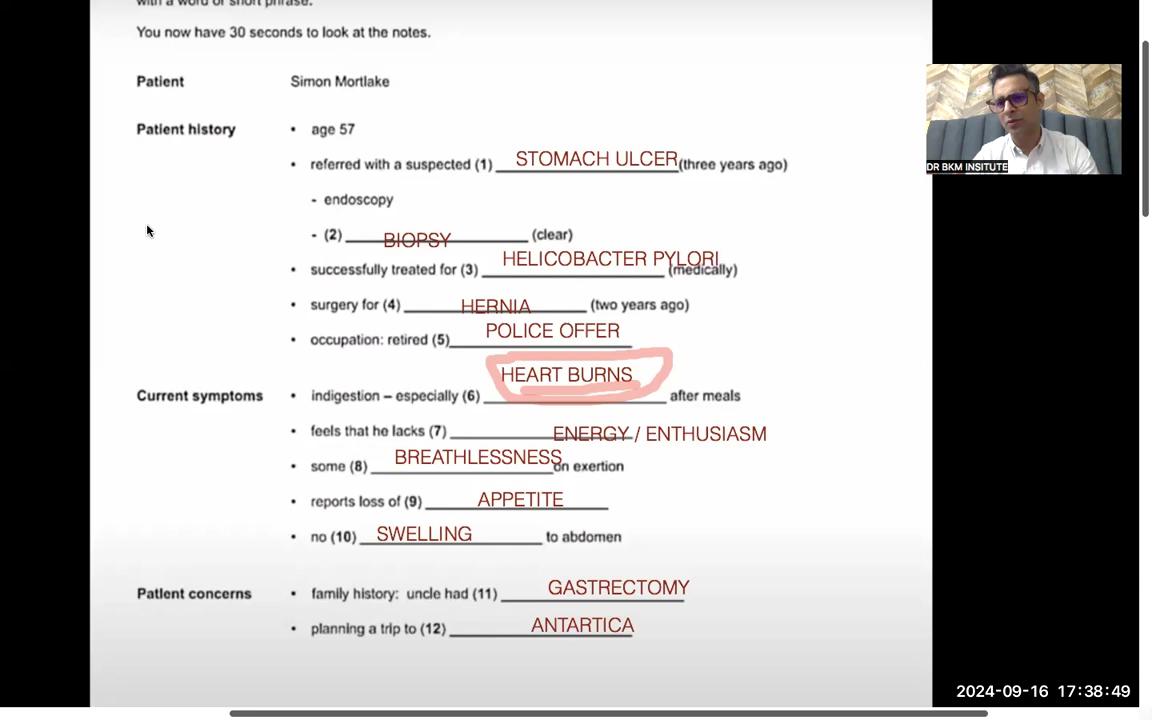 with a word or short phrase.
You now have 30 seconds to look at the notes.
Patient Simon Mortlake
Patient history • age 57
• referred with a suspected (1) STOMACH ULCER (three years ago)
- endoscopy
- (2) BIOPSY (clear)
• successfully treated for (3) HELICOBACTER PYLORI (medically)
• surgery for (4) HERNIA (two years ago)
• occupation: retired (5) POLICE OFFER
Current symptoms • indigestion – especially (6) HEART BURNS after meals
• feels that he lacks (7) ENERGY / ENTHUSIASM
• some (8) BREATHLESSNESS on exertion
• reports loss of (9) APPETITE
• no (10) SWELLING to abdomen
Patient concerns • family history: uncle had (11) GASTRECTOMY
• planning a trip to (12) ANTARTICA
DR BKM INSITUTE
2024-09-16 17:38:49